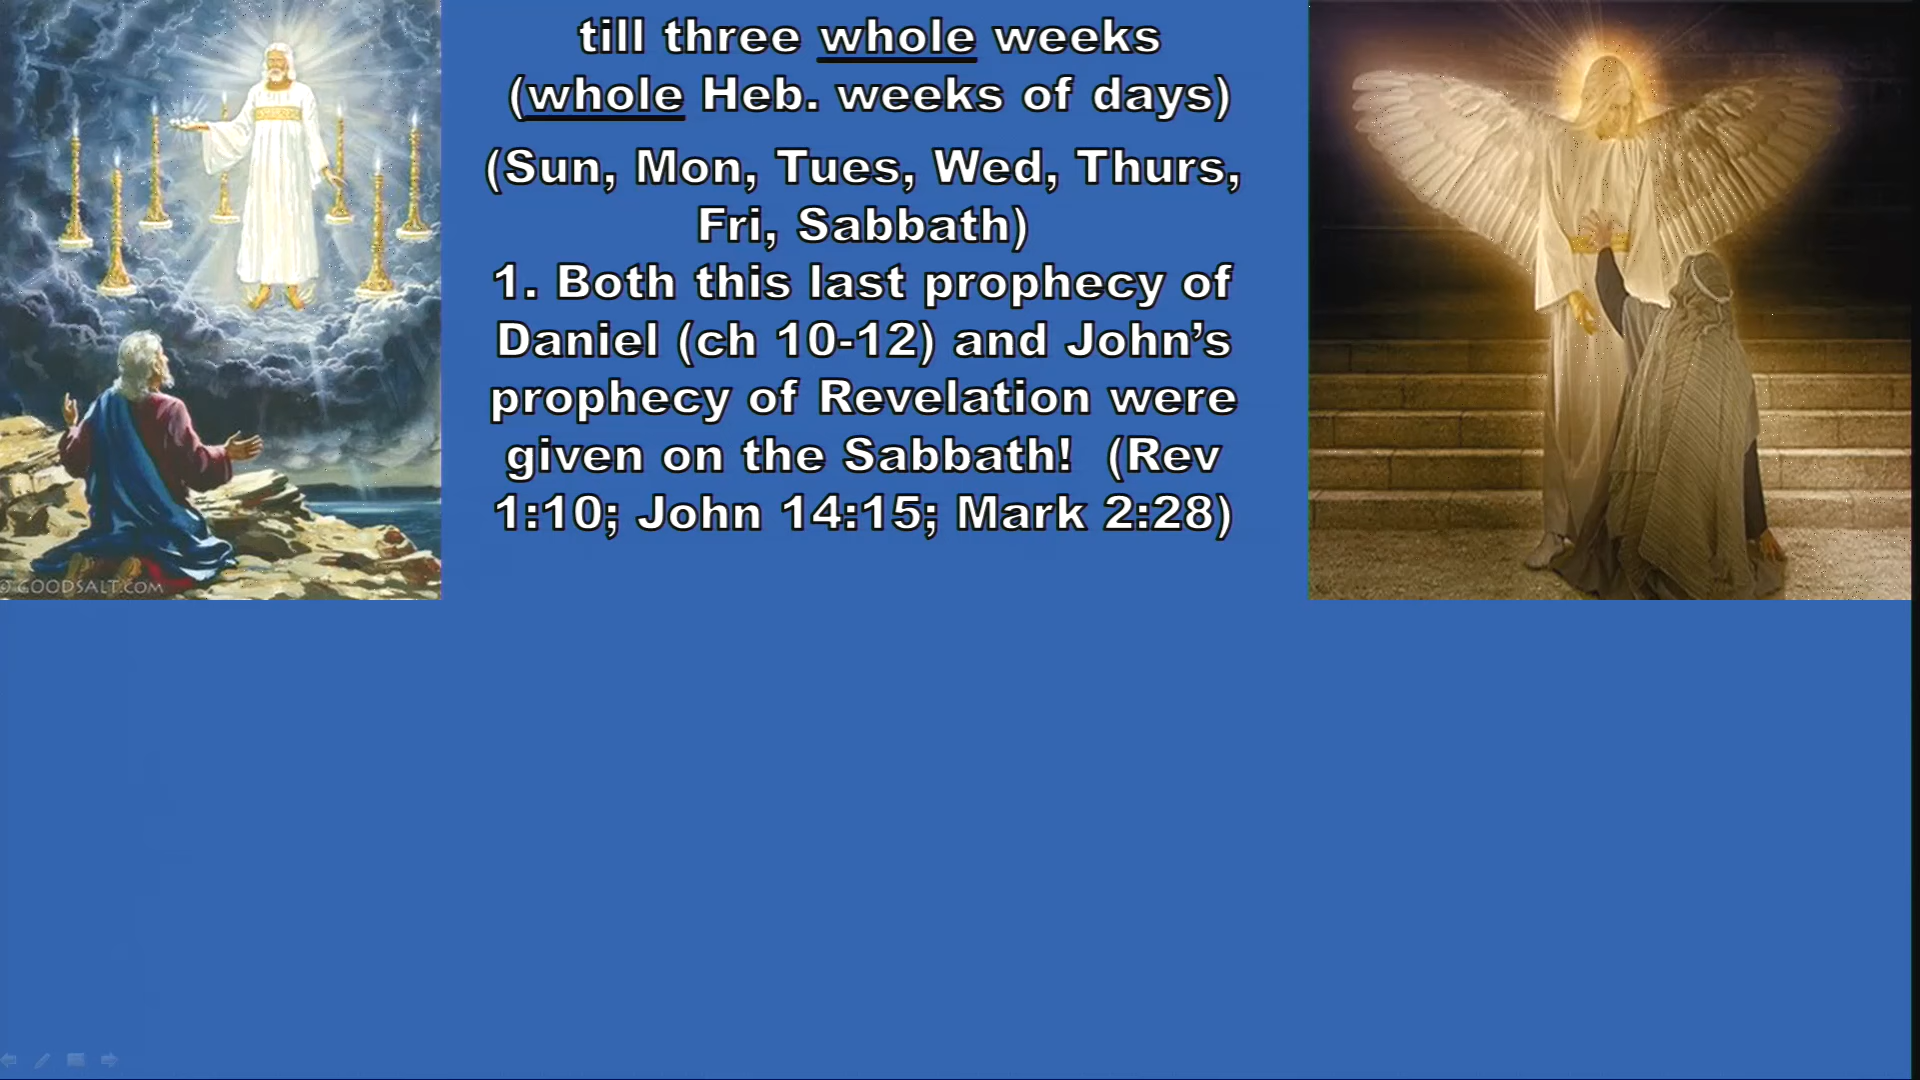 till three whole weeks
(whole Heb. weeks of days)
(Sun, Mon, Tues, Wed, Thurs,
Fri, Sabbath)
1. Both this last prophecy of
Daniel (ch 10-12) and John’s
prophecy of Revelation were
given on the Sabbath!  (Rev
1:10; John 14:15; Mark 2:28)
© GOODSALT.COM